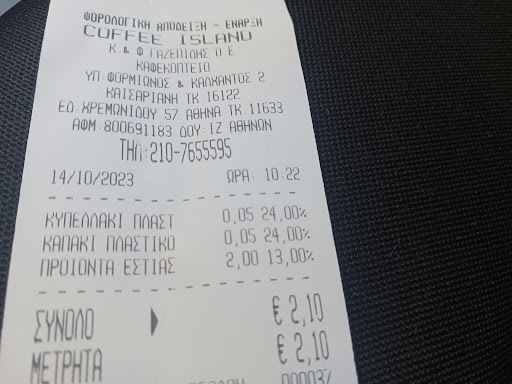 ΦΟΡΟΛΟΓΙΚΗ ΑΠΟΔΕΙΞΗ - ΕΝΑΡΞΗ
COFFEE ISLAND
Κ & Φ ΓΑΖΕΠΙΔΗΣ Ο Ε
ΚΑΦΕΚΟΠΤΕΙΟ
ΥΠ:ΦΟΡΜΙΩΝΟΣ & ΚΑΛΧΑΝΤΟΣ 2
ΚΑΙΣΑΡΙΑΝΗ ΤΚ 16122
ΕΔ:ΧΡΕΜΩΝΙΔΟΥ 57 ΑΘΗΝΑ ΤΚ 11633
ΑΦΜ:800691183 ΔΟΥ:ΙΖ ΑΘΗΝΩΝ
ΤΗΛ:210-7655595
14/10/2023 ΩΡΑ: 10:22
ΚΥΠΕΛΛΑΚΙ ΠΛΑΣΤ 0,05 24,00%
ΚΑΠΑΚΙ ΠΛΑΣΤΙΚΟ 0,05 24,00%
ΠΡΟΙΟΝΤΑ ΕΣΤΙΑΣ 2,00 13,00%
ΣΥΝΟΛΟ € 2,10
ΜΕΤΡΗΤΑ € 2,10